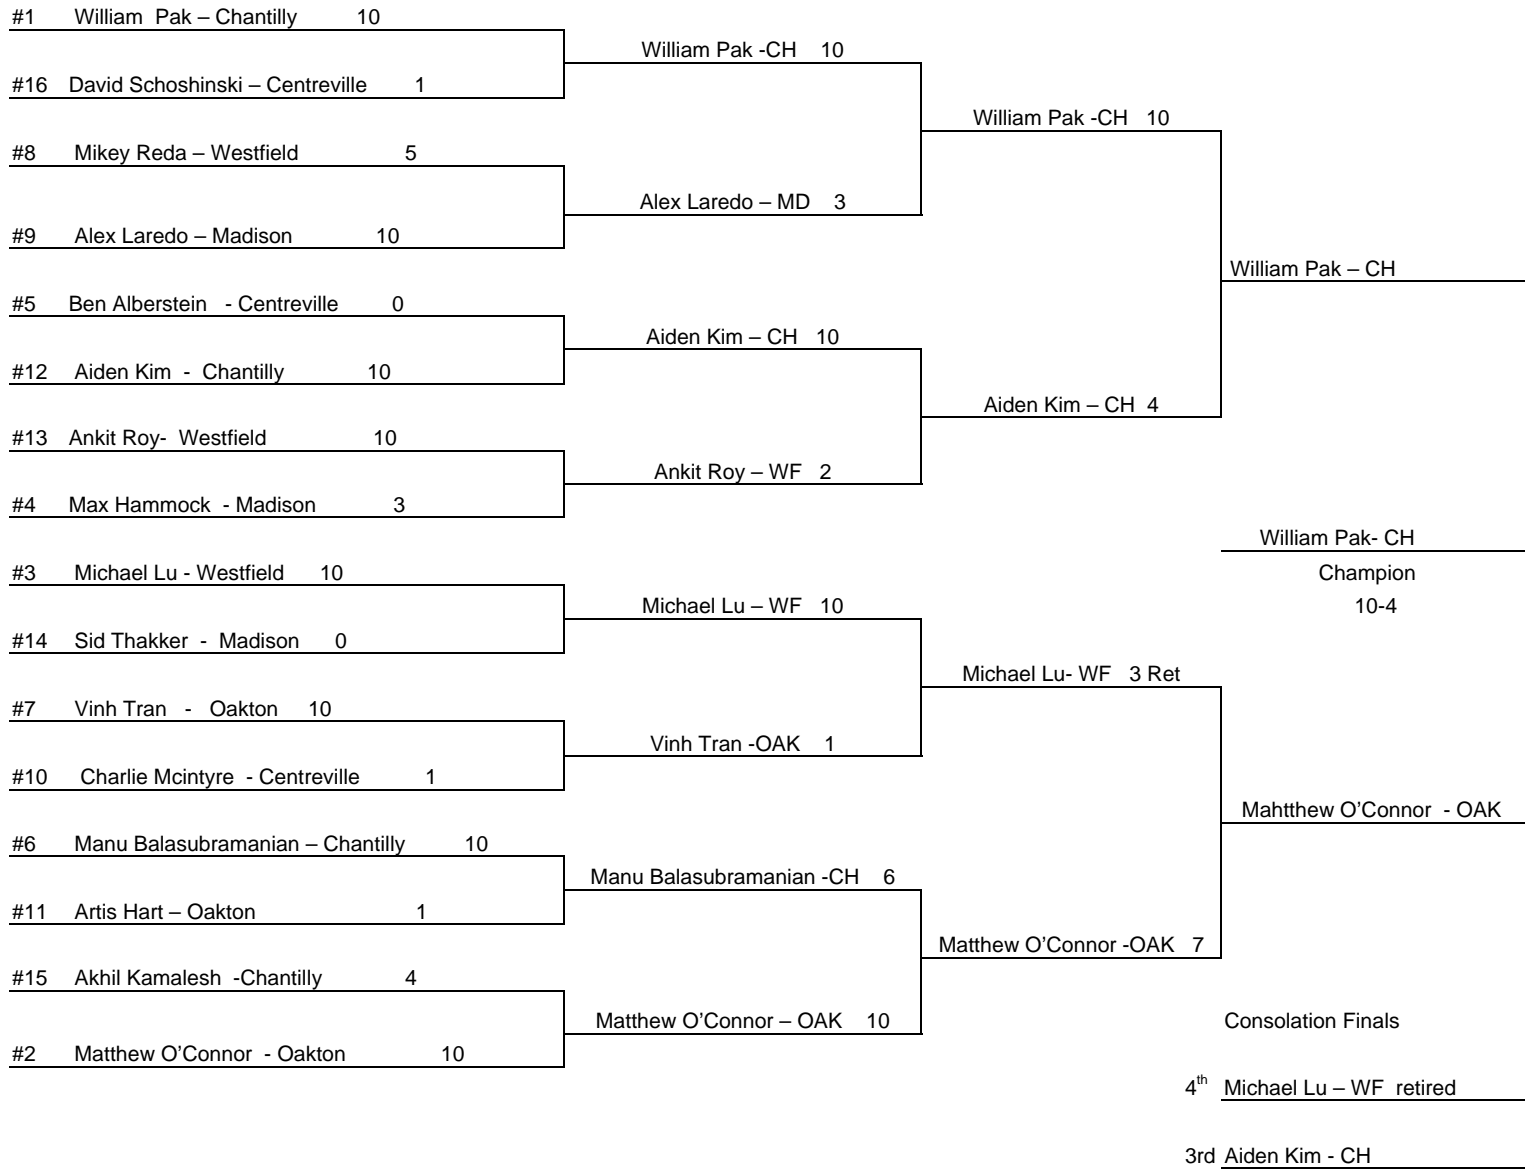 #1 William Pak – Chantilly 10
William Pak -CH 10
#16 David Schoshinski – Centreville 1
William Pak -CH 10
#8 Mikey Reda – Westfield 5
Alex Laredo – MD 3
#9 Alex Laredo – Madison 10
William Pak – CH
#5 Ben Alberstein - Centreville 0
Aiden Kim – CH 10
#12 Aiden Kim - Chantilly 10
Aiden Kim – CH 4
#13 Ankit Roy- Westfield 10
Ankit Roy – WF 2
#4 Max Hammock - Madison 3
William Pak- CH
#3 Michael Lu - Westfield 10
Champion
Michael Lu – WF 10
10-4
#14 Sid Thakker - Madison 0
Michael Lu- WF 3 Ret
#7 Vinh Tran - Oakton 10
Vinh Tran -OAK 1
#10 Charlie Mcintyre - Centreville 1
Mahtthew O’Connor - OAK
#6 Manu Balasubramanian – Chantilly 10
Manu Balasubramanian -CH 6
#11 Artis Hart – Oakton 1
Matthew O’Connor -OAK 7
#15 Akhil Kamalesh -Chantilly 4
Matthew O’Connor – OAK 10
Consolation Finals
#2 Matthew O’Connor - Oakton 10
4th Michael Lu – WF retired
3rd Aiden Kim - CH